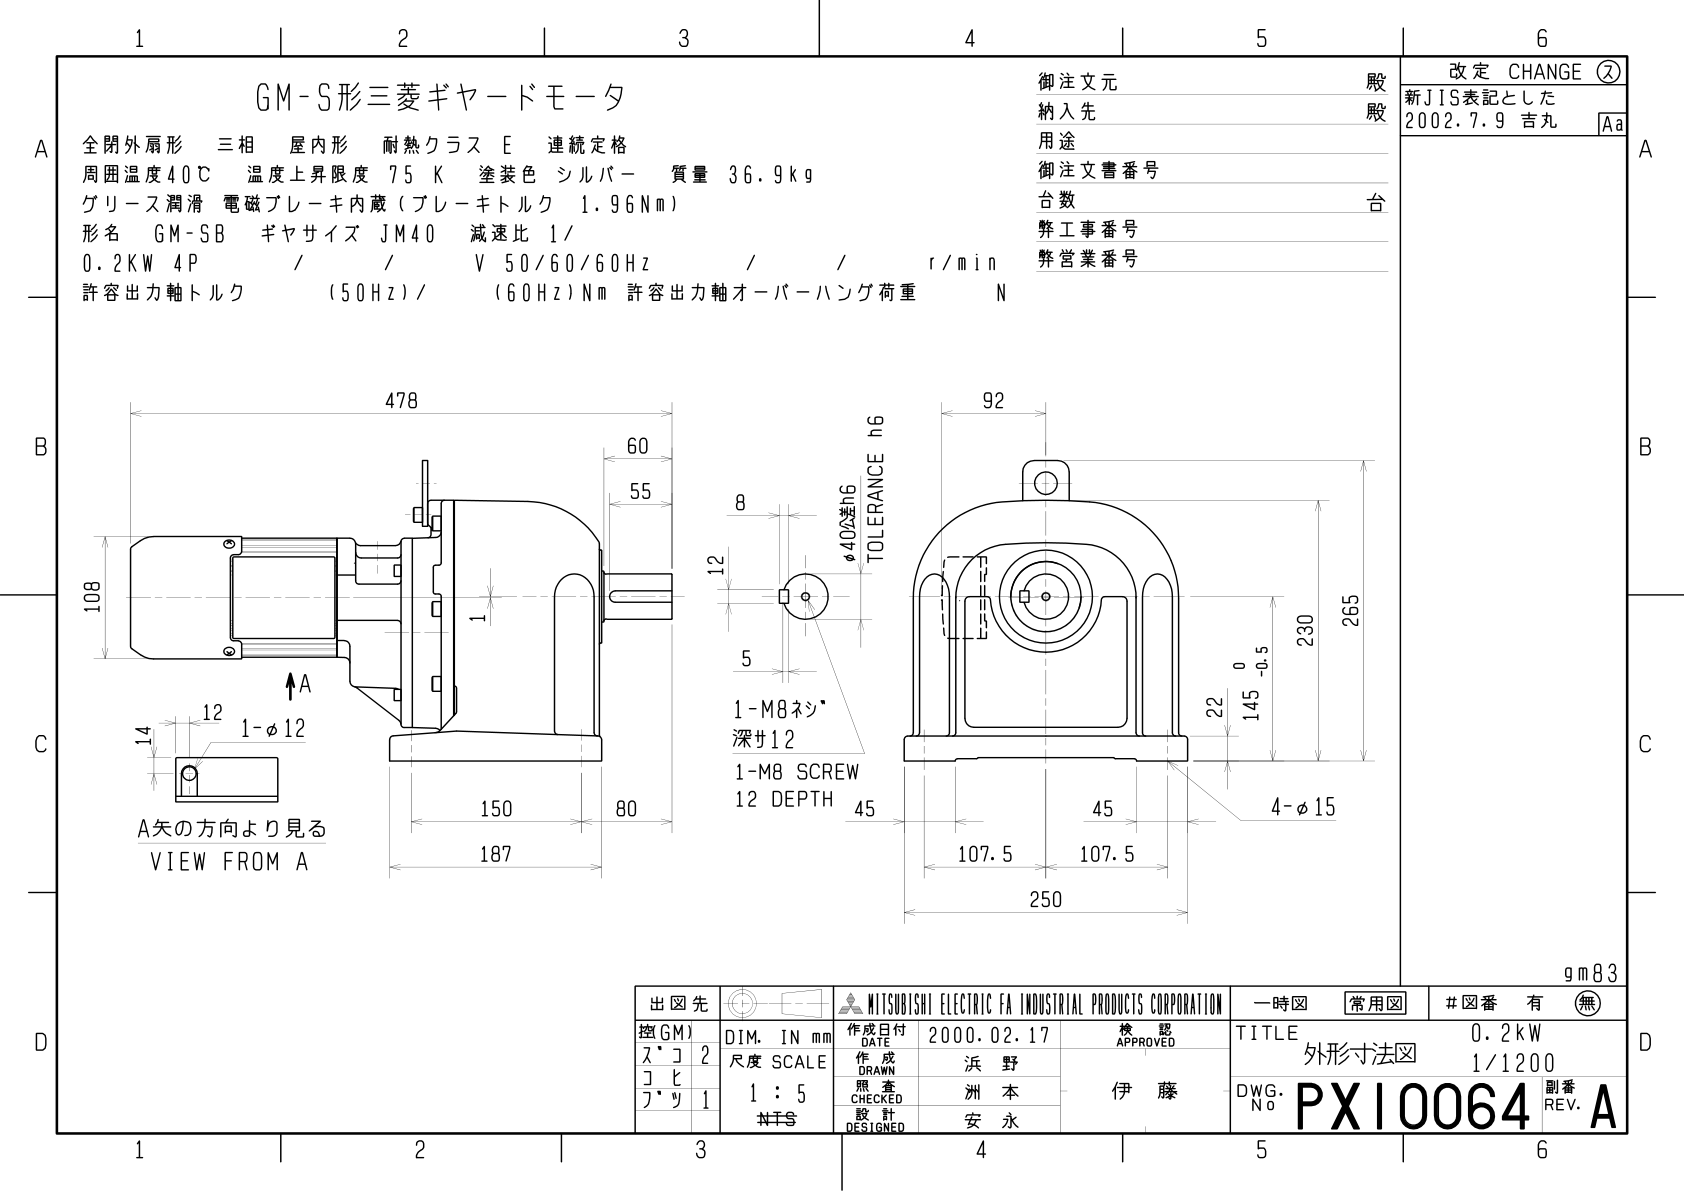 1 2 3 4 5 6
A
B
C
D
GM-S形三菱ギヤードモータ
全閉外扇形 三相 屋内形 耐熱クラス E 連続定格
周囲温度40℃ 温度上昇限度 75 K 塗装色 シルバー 質量 36.9kg
グリース潤滑 電磁ブレーキ内蔵(ブレーキトルク 1.96Nm)
形名 GM-SB ギヤサイズ JM40 減速比 1/
0.2KW 4P / / V 50/60/60Hz / / r/min
許容出力軸トルク (50Hz)/ (60Hz)Nm 許容出力軸オーバーハング荷重 N
御注文元 殿
納入先 殿
用途
御注文書番号
台数 台
弊工事番号
弊営業番号
改定 CHANGE ス
新JIS表記とした
2002.7.9 吉丸 Aa
A
B
C
D
478
60
55
108
1
A
12
14
1-φ12
A矢の方向より見る
VIEW FROM A
150
80
187
8
12
5
φ40公差h6
TOLERANCE h6
1-M8ネジ
深サ12
1-M8 SCREW
12 DEPTH
92
265
230
145 0 -0.5
22
45
45
4-φ15
107.5
107.5
250
gm83
出図先
控(GM)
ズコ 2
コヒ
ブツ 1
DIM. IN mm
尺度 SCALE
1 : 5
NTS
MITSUBISHI ELECTRIC FA INDUSTRIAL PRODUCTS CORPORATION
作成日付 DATE 2000.02.17
検認 APPROVED
作成 DRAWN 浜野
照査 CHECKED 洲本
設計 DESIGNED 安永
伊藤
一時図 常用図 #図番 有 無
TITLE
外形寸法図
0.2kW
1/1200
DWG. No PX10064
副番 REV. A
1 2 3 4 5 6